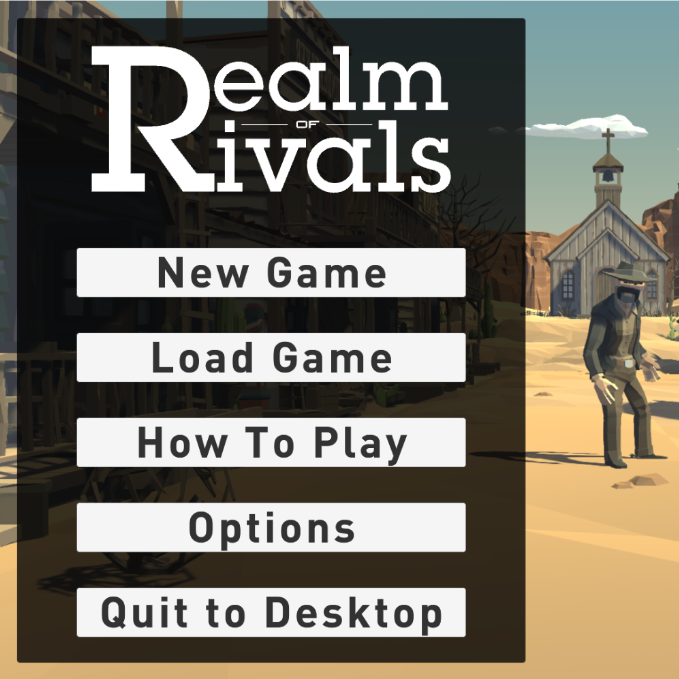 Realm
OF
Rivals
New Game
Load Game
How To Play
Options
Quit to Desktop